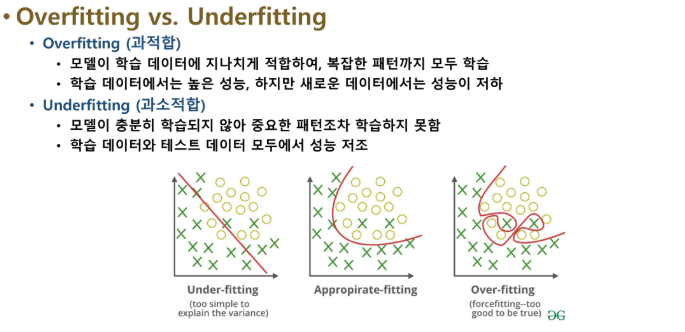 • Overfitting vs. Underfitting
• Overfitting (과적합)
• 모델이 학습 데이터에 지나치게 적합하여, 복잡한 패턴까지 모두 학습
• 학습 데이터에서는 높은 성능, 하지만 새로운 데이터에서는 성능이 저하
• Underfitting (과소적합)
• 모델이 충분히 학습되지 않아 중요한 패턴조차 학습하지 못함
• 학습 데이터와 테스트 데이터 모두에서 성능 저조
Under-fitting
(too simple to
explain the variance)
Appropirate-fitting
Over-fitting
(forcefitting--too
good to be true)
GG